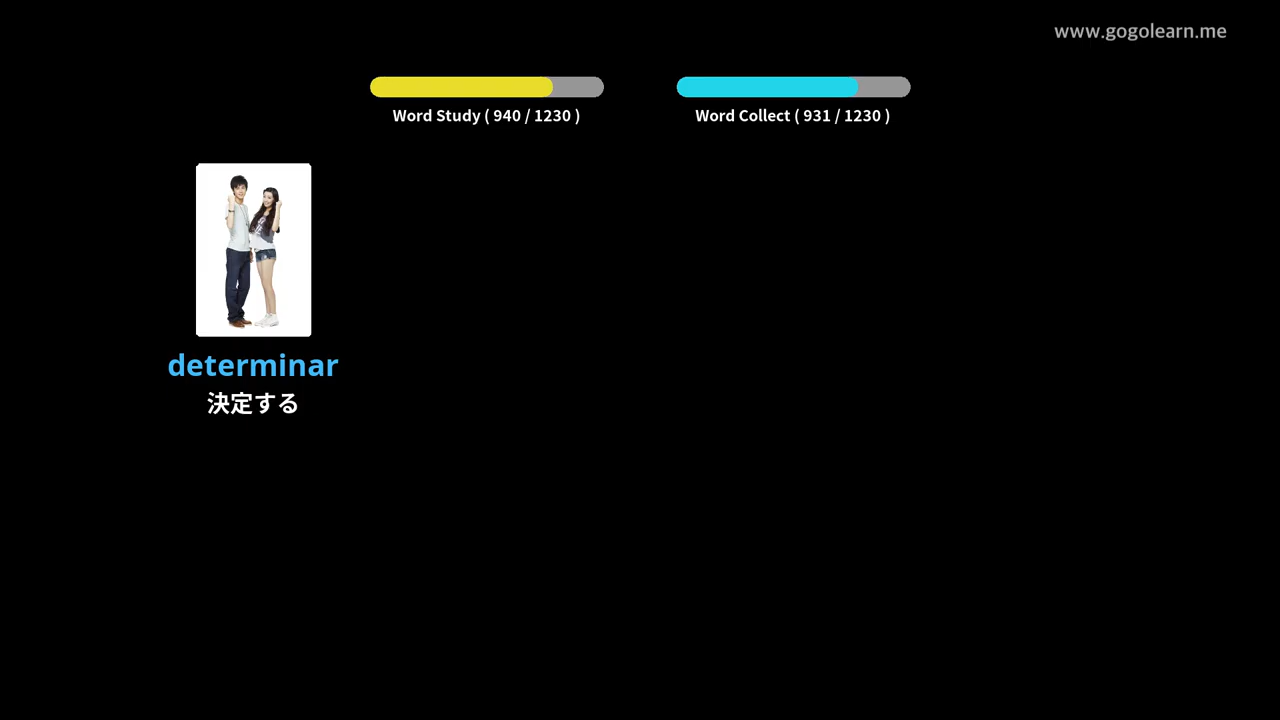 www.gogolearn.me
Word Study ( 940 / 1230 )
Word Collect ( 931 / 1230 )
determinar
決定する